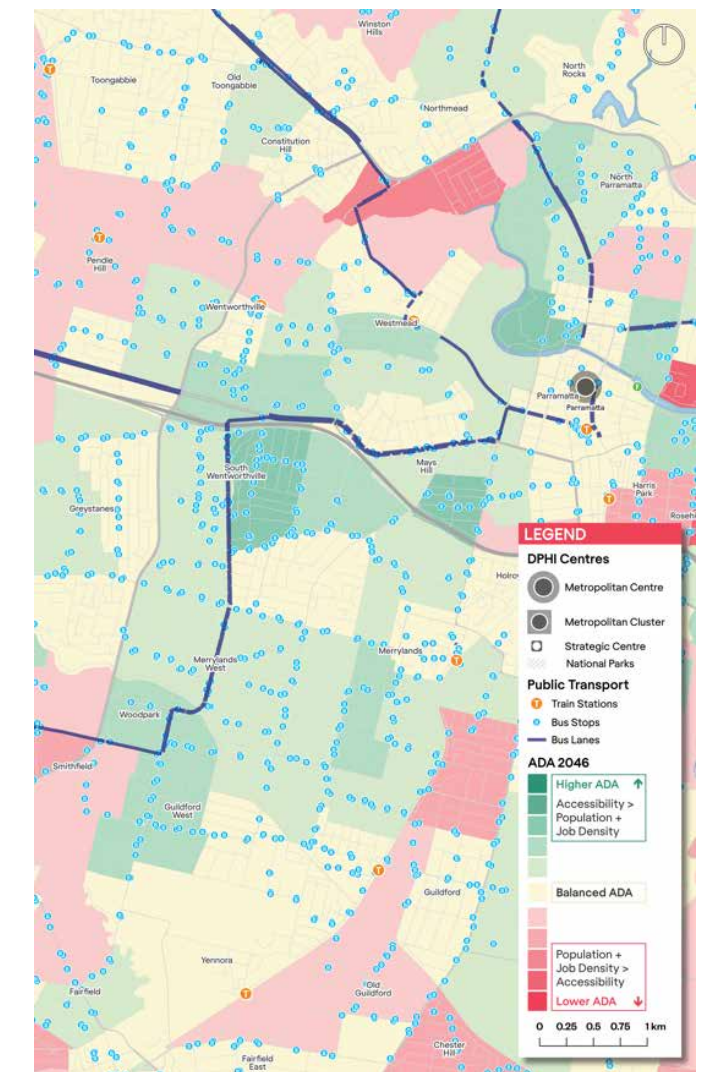 Winston
Hills
North
Rocks
Toongabbie
Old
Toongabbie
Northmead
Constitution
Hill
North
Parramatta
Pendle
Hill
Wentworthville
Westmead
Parramatta
Parramatta
South
Wentworthville
Mays
Hill
Harris
Park
Greystanes
Merrylands
Merrylands
West
Woodpark
Smithfield
Guildford
West
Guildford
Yennora
Fairfield
Old
Guildford
Chester
Hill
Fairfield
East
LEGEND
DPHI Centres
Metropolitan Centre
Metropolitan Cluster
Strategic Centre
National Parks
Public Transport
T Train Stations
Bus Stops
Bus Lanes
ADA 2046
Higher ADA ↑
Accessibility >
Population +
Job Density
Balanced ADA
Population +
Job Density >
Accessibility
Lower ADA ↓
0 0.25 0.5 0.75 1 km